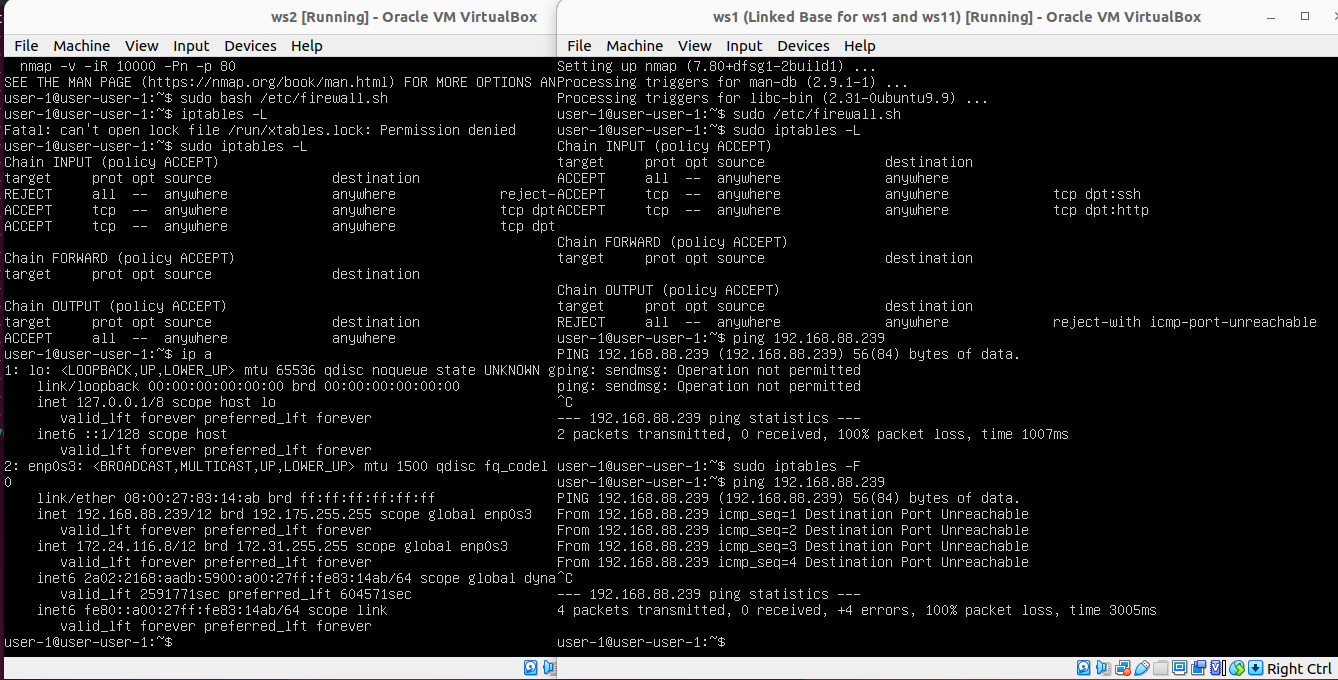 ws2 [Running] - Oracle VM VirtualBox
File Machine View Input Devices Help
  nmap -v -iR 10000 -Pn -p 80
SEE THE MAN PAGE (https://nmap.org/book/man.html) FOR MORE OPTIONS AN
user-1@user-user-1:~$ sudo bash /etc/firewall.sh
user-1@user-user-1:~$ iptables -L
Fatal: can't open lock file /run/xtables.lock: Permission denied
user-1@user-user-1:~$ sudo iptables -L
Chain INPUT (policy ACCEPT)
target     prot opt source               destination
REJECT     all  --  anywhere             anywhere             reject-
ACCEPT     tcp  --  anywhere             anywhere             tcp dpt
ACCEPT     tcp  --  anywhere             anywhere             tcp dpt
Chain FORWARD (policy ACCEPT)
target     prot opt source               destination
Chain OUTPUT (policy ACCEPT)
target     prot opt source               destination
ACCEPT     all  --  anywhere             anywhere
user-1@user-user-1:~$ ip a
1: lo: <LOOPBACK,UP,LOWER_UP> mtu 65536 qdisc noqueue state UNKNOWN g
    link/loopback 00:00:00:00:00:00 brd 00:00:00:00:00:00
    inet 127.0.0.1/8 scope host lo
       valid_lft forever preferred_lft forever
    inet6 ::1/128 scope host
       valid_lft forever preferred_lft forever
2: enp0s3: <BROADCAST,MULTICAST,UP,LOWER_UP> mtu 1500 qdisc fq_codel
0
    link/ether 08:00:27:83:14:ab brd ff:ff:ff:ff:ff:ff
    inet 192.168.88.239/12 brd 192.175.255.255 scope global enp0s3
       valid_lft forever preferred_lft forever
    inet 172.24.116.8/12 brd 172.31.255.255 scope global enp0s3
       valid_lft forever preferred_lft forever
    inet6 2a02:2168:aadb:5900:a00:27ff:fe83:14ab/64 scope global dyna
       valid_lft 2591771sec preferred_lft 604571sec
    inet6 fe80::a00:27ff:fe83:14ab/64 scope link
       valid_lft forever preferred_lft forever
user-1@user-user-1:~$
ws1 (Linked Base for ws1 and ws11) [Running] - Oracle VM VirtualBox
File Machine View Input Devices Help
Setting up nmap (7.80+dfsg1-2build1) ...
Processing triggers for man-db (2.9.1-1) ...
Processing triggers for libc-bin (2.31-0ubuntu9.9) ...
user-1@user-user-1:~$ sudo /etc/firewall.sh
user-1@user-user-1:~$ sudo iptables -L
Chain INPUT (policy ACCEPT)
target     prot opt source               destination
ACCEPT     all  --  anywhere             anywhere
ACCEPT     tcp  --  anywhere             anywhere             tcp dpt:ssh
ACCEPT     tcp  --  anywhere             anywhere             tcp dpt:http
Chain FORWARD (policy ACCEPT)
target     prot opt source               destination
Chain OUTPUT (policy ACCEPT)
target     prot opt source               destination
REJECT     all  --  anywhere             anywhere             reject-with icmp-port-unreachable
user-1@user-user-1:~$ ping 192.168.88.239
PING 192.168.88.239 (192.168.88.239) 56(84) bytes of data.
ping: sendmsg: Operation not permitted
ping: sendmsg: Operation not permitted
^C
--- 192.168.88.239 ping statistics ---
2 packets transmitted, 0 received, 100% packet loss, time 1007ms
user-1@user-user-1:~$ sudo iptables -F
user-1@user-user-1:~$ ping 192.168.88.239
PING 192.168.88.239 (192.168.88.239) 56(84) bytes of data.
From 192.168.88.239 icmp_seq=1 Destination Port Unreachable
From 192.168.88.239 icmp_seq=2 Destination Port Unreachable
From 192.168.88.239 icmp_seq=3 Destination Port Unreachable
From 192.168.88.239 icmp_seq=4 Destination Port Unreachable
^C
--- 192.168.88.239 ping statistics ---
4 packets transmitted, 0 received, +4 errors, 100% packet loss, time 3005ms
user-1@user-user-1:~$
Right Ctrl